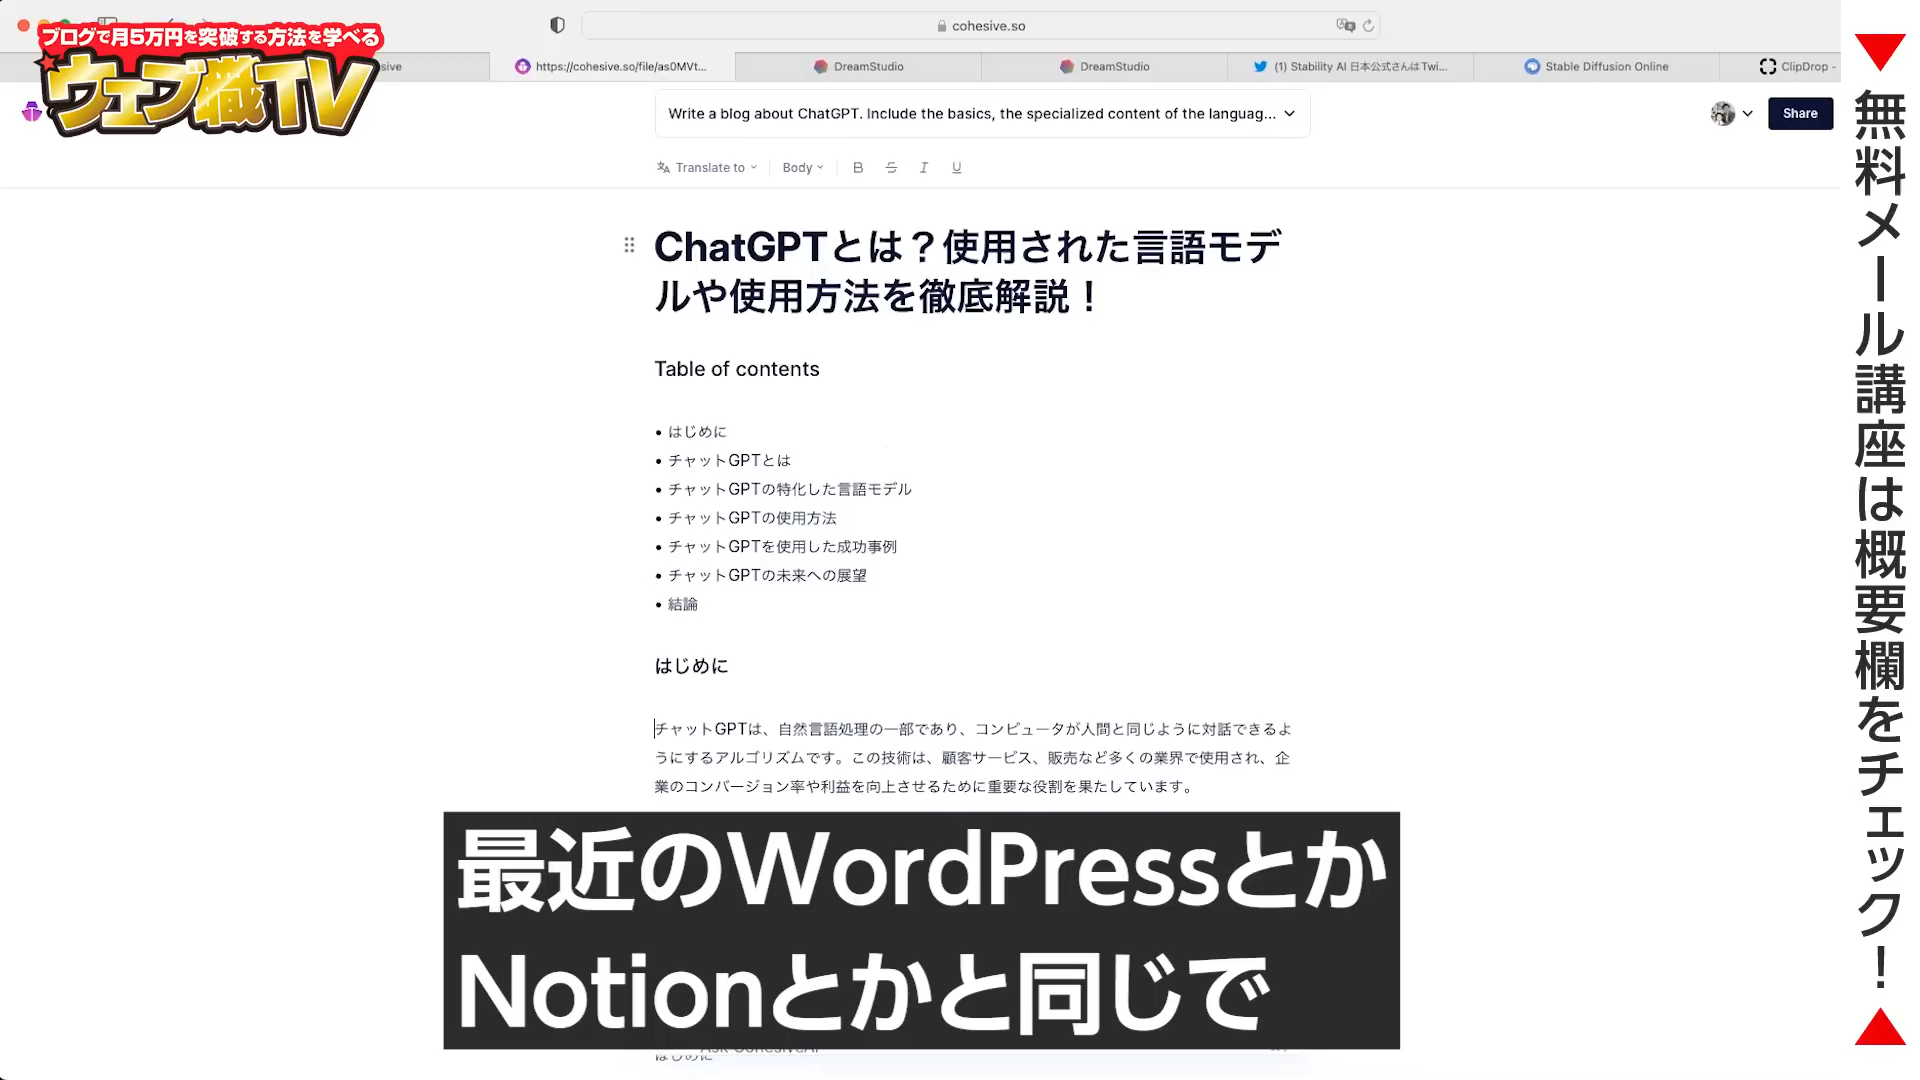 ブログで月5万円を突破する方法を学べる
ウェブ職TV
cohesive.so
sive
https://cohesive.so/file/as0MVt...
DreamStudio
DreamStudio
(1) Stability AI 日本公式さんはTwi...
Stable Diffusion Online
ClipDrop -
Write a blog about ChatGPT. Include the basics, the specialized content of the languag...
Share
Translate to
Body
B S I U
ChatGPTとは？使用された言語モデ
ルや使用方法を徹底解説！
Table of contents
• はじめに
• チャットGPTとは
• チャットGPTの特化した言語モデル
• チャットGPTの使用方法
• チャットGPTを使用した成功事例
• チャットGPTの未来への展望
• 結論
はじめに
チャットGPTは、自然言語処理の一部であり、コンピュータが人間と同じように対話できるよ
うにするアルゴリズムです。この技術は、顧客サービス、販売など多くの業界で使用され、企
業のコンバージョン率や利益を向上させるために重要な役割を果たしています。
最近のWordPressとか
Notionとかと同じで
はじめに
無料メール講座は概要欄をチェック！